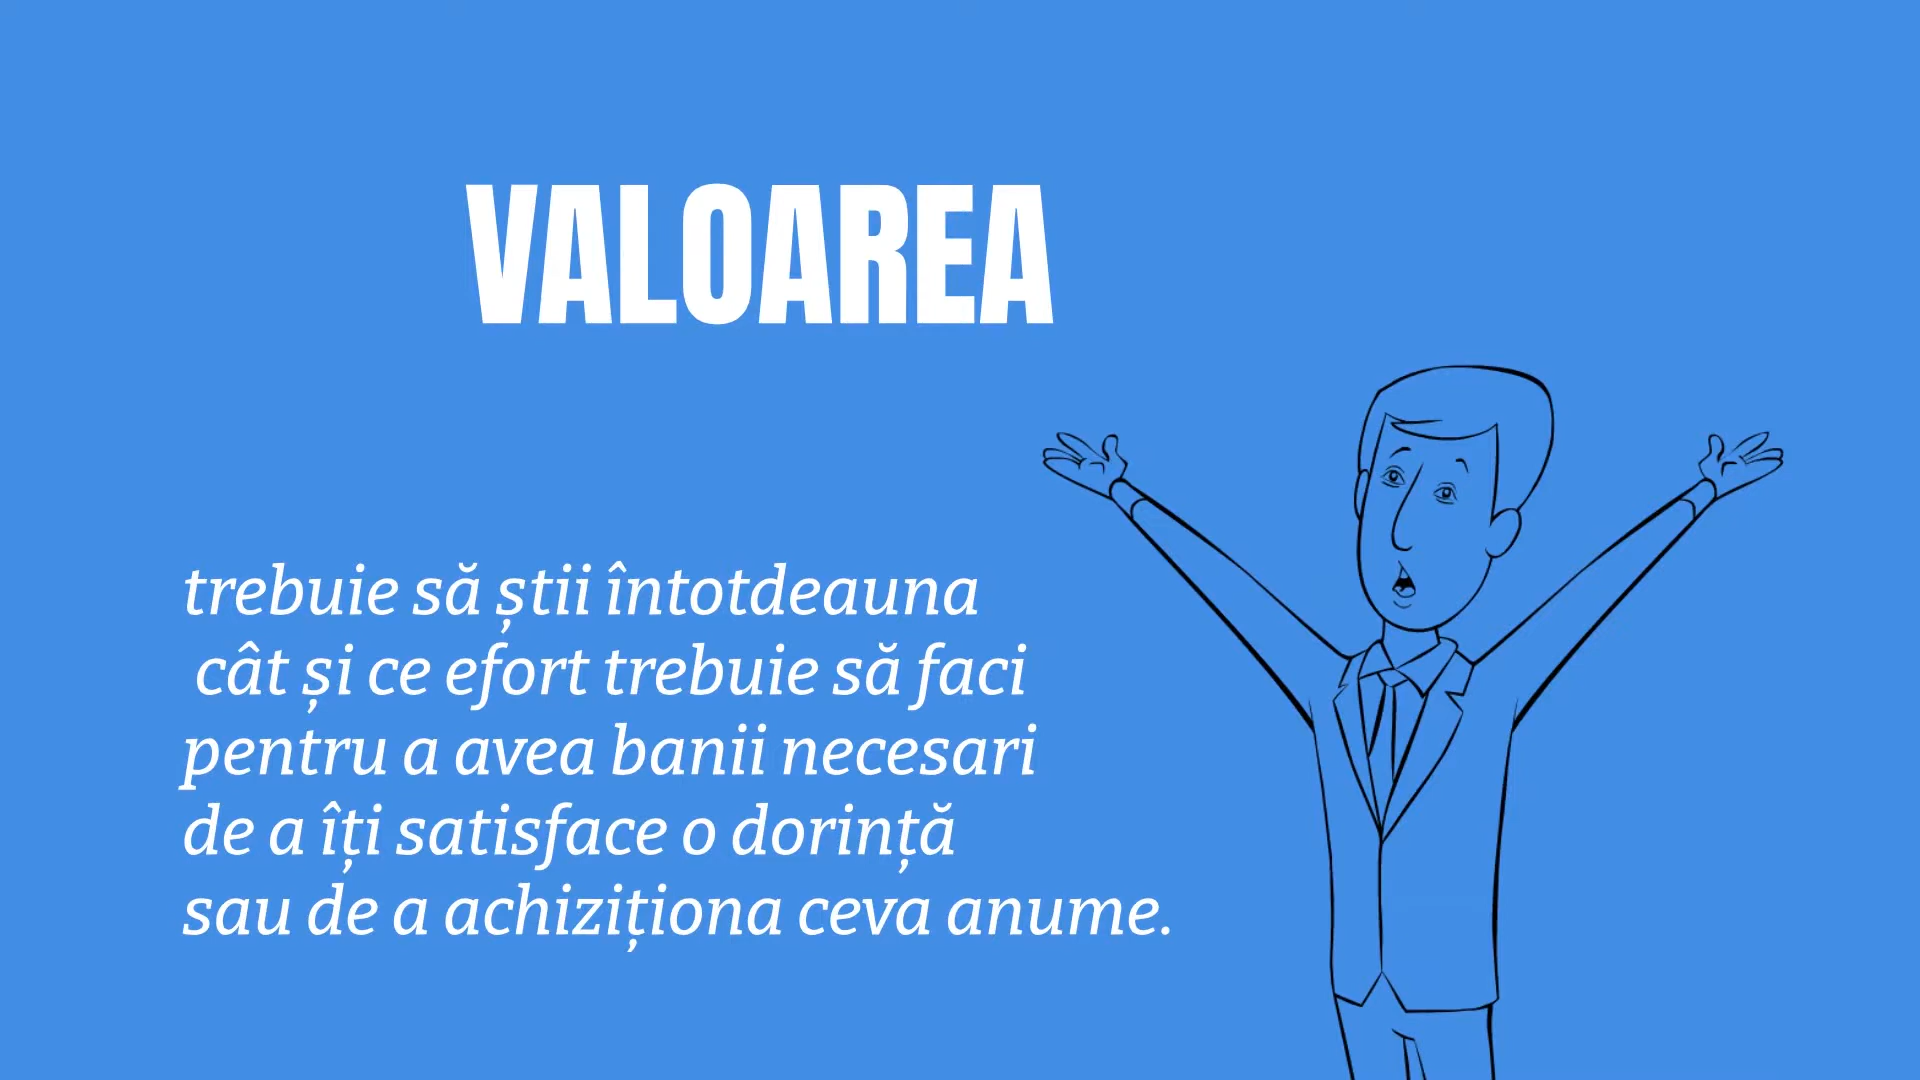 VALOAREA
trebuie să știi întotdeauna
cât și ce efort trebuie să faci
pentru a avea banii necesari
de a îți satisface o dorință
sau de a achiziționa ceva anume.